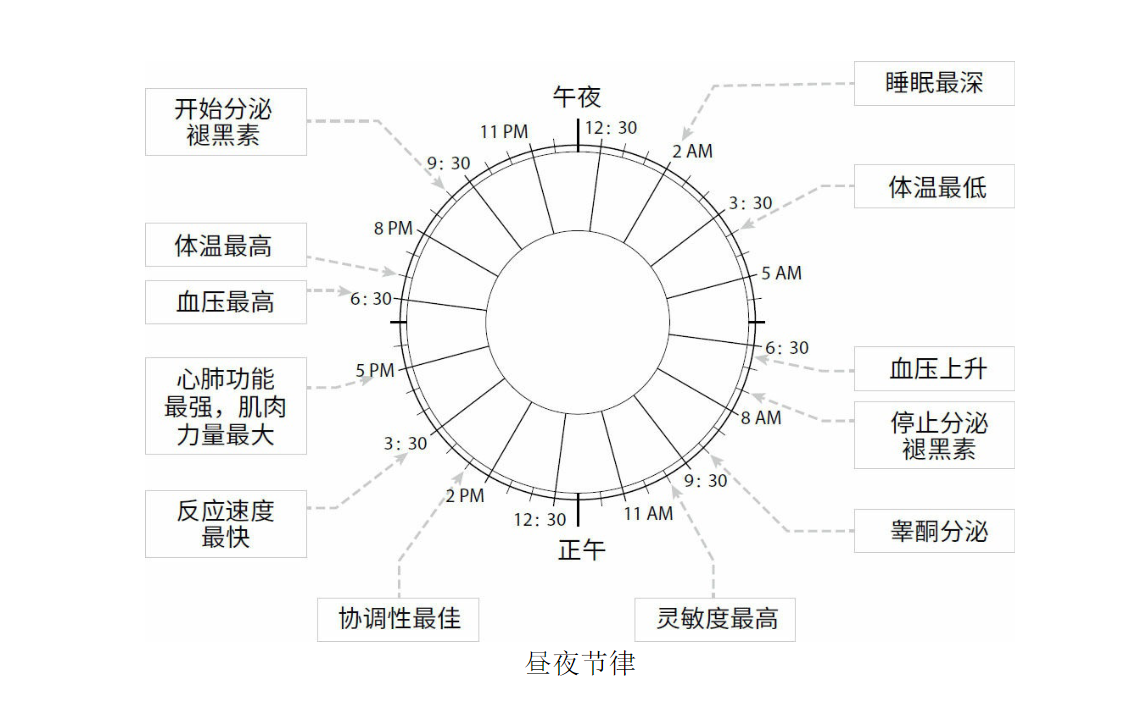 睡眠最深
午夜
开始分泌
褪黑素
11 PM
12: 30
2 AM
9: 30
体温最低
3: 30
8 PM
体温最高
5 AM
血压最高
6: 30
6: 30
血压上升
5 PM
心肺功能
最强，肌肉
力量最大
8 AM
停止分泌
褪黑素
3: 30
9: 30
2 PM
反应速度
最快
12: 30
11 AM
睾酮分泌
正午
协调性最佳
灵敏度最高
昼夜节律